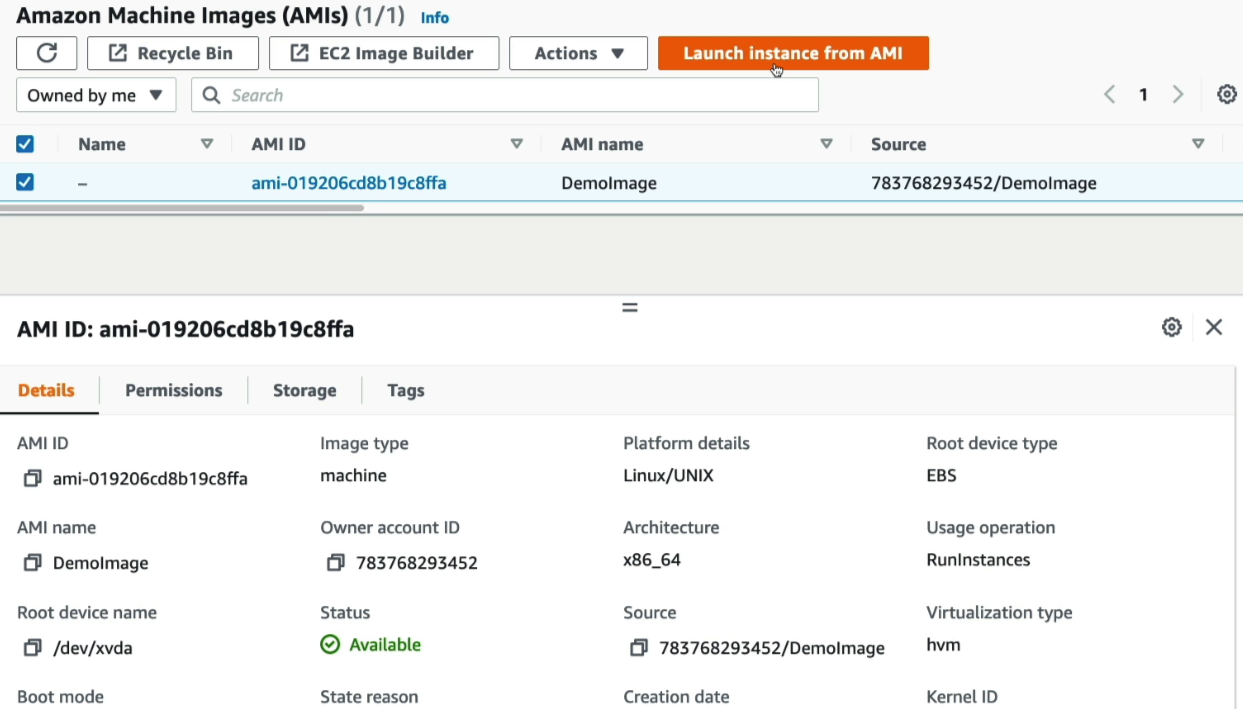 Amazon Machine Images (AMIs) (1/1) Info
Recycle Bin EC2 Image Builder Actions Launch instance from AMI
Owned by me Search 1
Name AMI ID AMI name Source
– ami-019206cd8b19c8ffa DemoImage 783768293452/DemoImage
AMI ID: ami-019206cd8b19c8ffa
Details Permissions Storage Tags
AMI ID Image type Platform details Root device type
ami-019206cd8b19c8ffa machine Linux/UNIX EBS
AMI name Owner account ID Architecture Usage operation
DemoImage 783768293452 x86_64 RunInstances
Root device name Status Source Virtualization type
/dev/xvda Available 783768293452/DemoImage hvm
Boot mode State reason Creation date Kernel ID